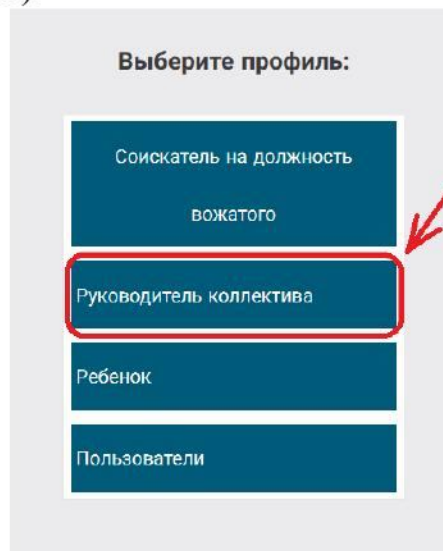 Выберите профиль:
Соискатель на должность
вожатого
Руководитель коллектива
Ребенок
Пользователи